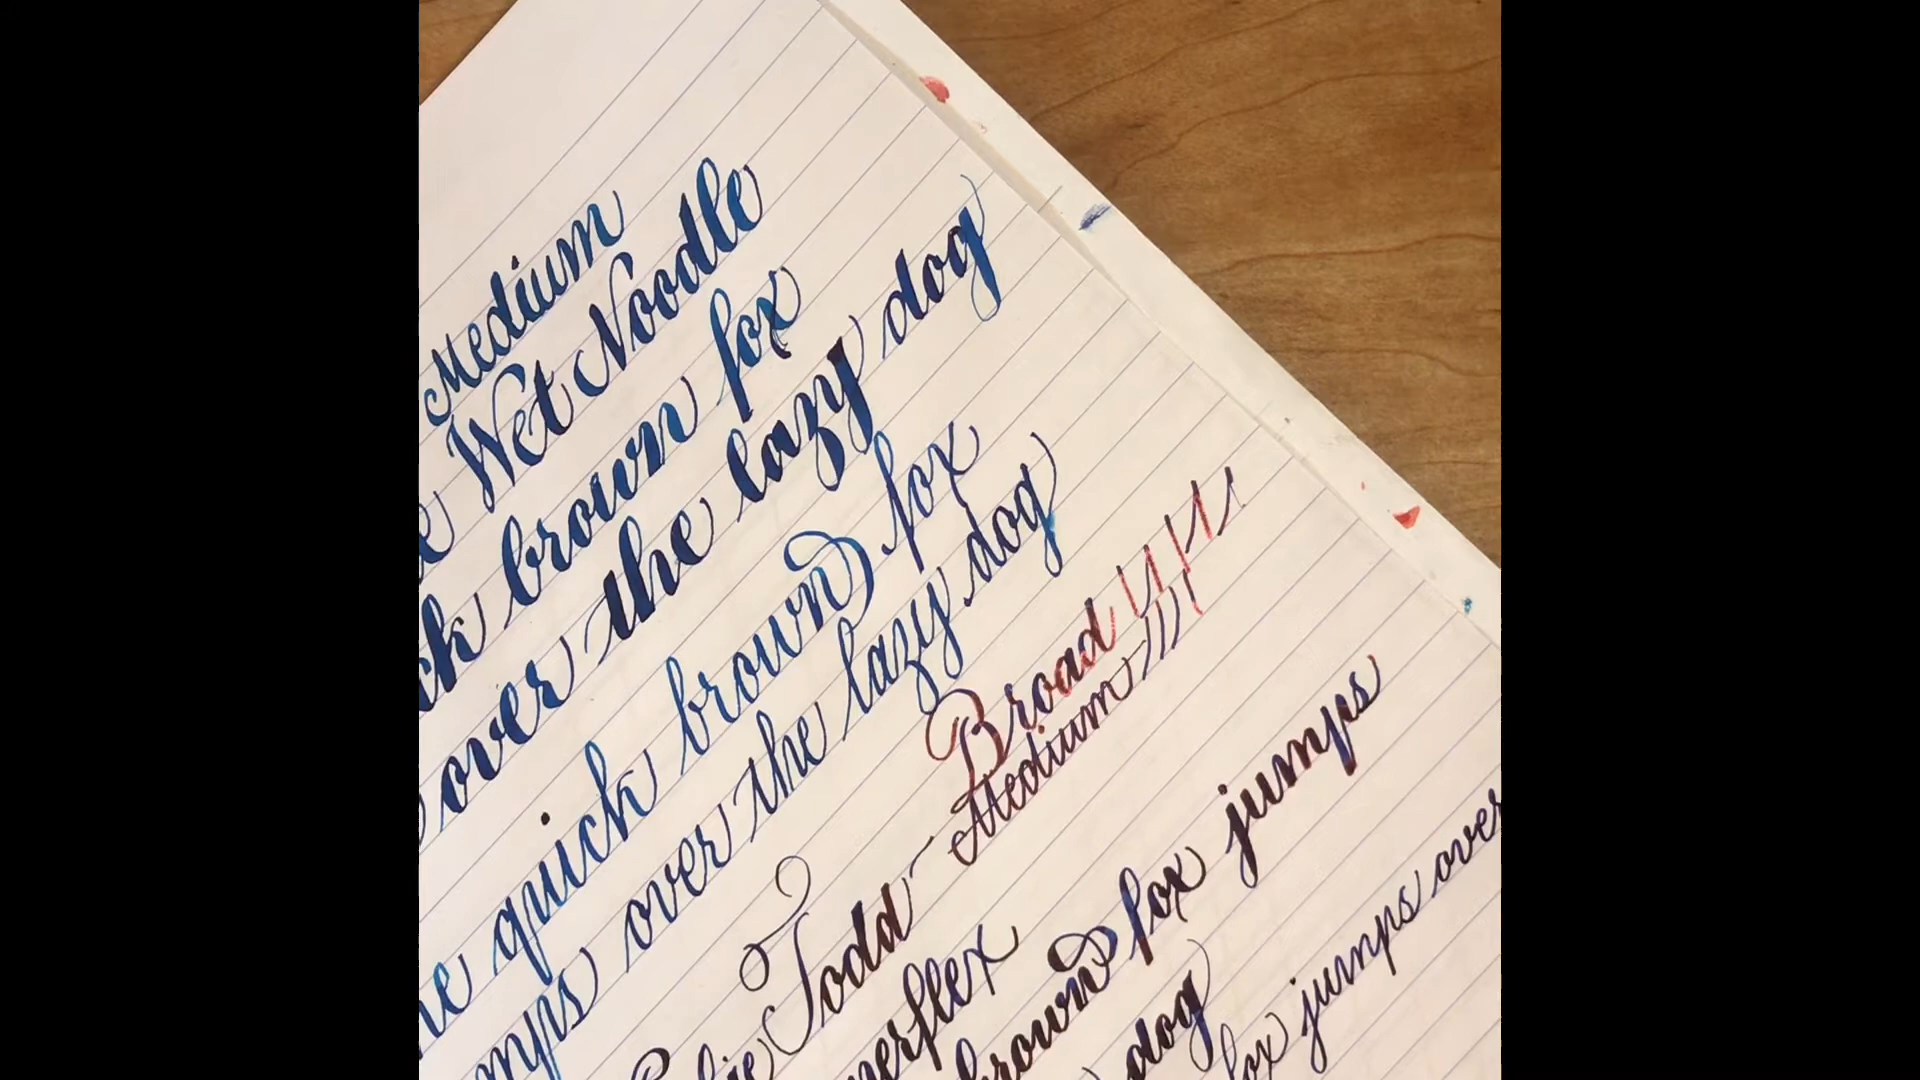 Medium
Wet Noodle
brown fox
over the lazy dog
quick brown fox
over the lazy dog
Broad
Todd - Medium
brown fox jumps
dog
fox jumps over